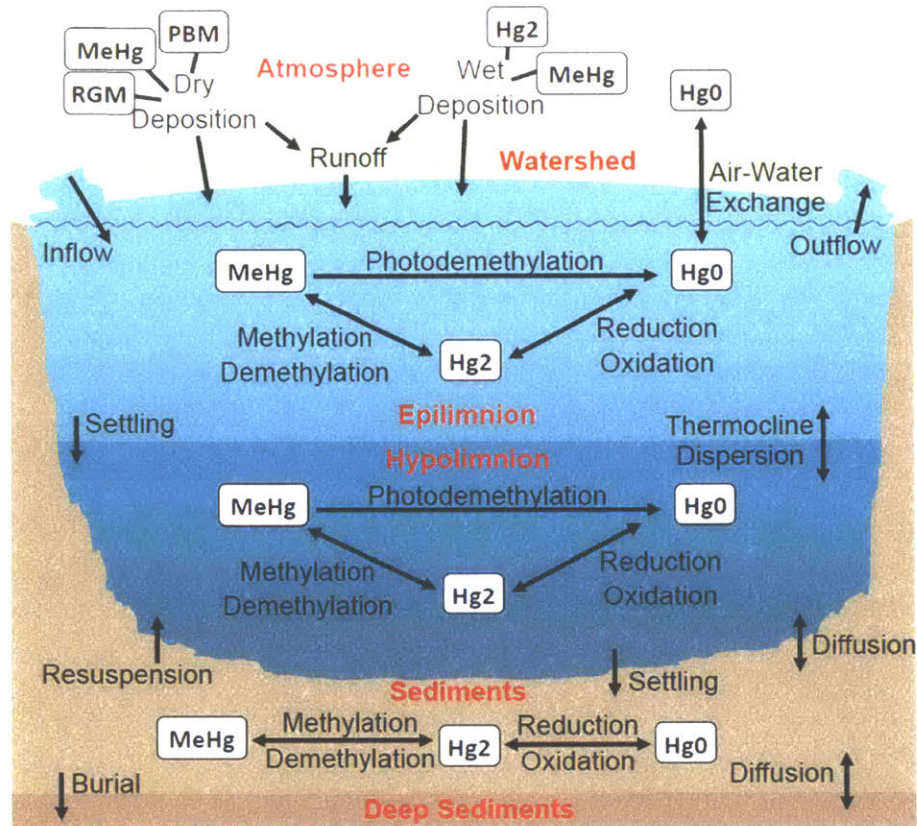 PBM
MeHg
Dry
RGM
Deposition
Atmosphere
Hg2
Wet
MeHg
Deposition
Hg0
Runoff
Watershed
Air-Water
Exchange
Inflow
Outflow
MeHg
Photodemethylation
Hg0
Methylation
Demethylation
Hg2
Reduction
Oxidation
Epilimnion
Settling
Thermocline
Dispersion
Hypolimnion
MeHg
Photodemethylation
Hg0
Methylation
Demethylation
Hg2
Reduction
Oxidation
Resuspension
Diffusion
Settling
Sediments
MeHg
Methylation
Demethylation
Hg2
Reduction
Oxidation
Hg0
Burial
Diffusion
Deep Sediments